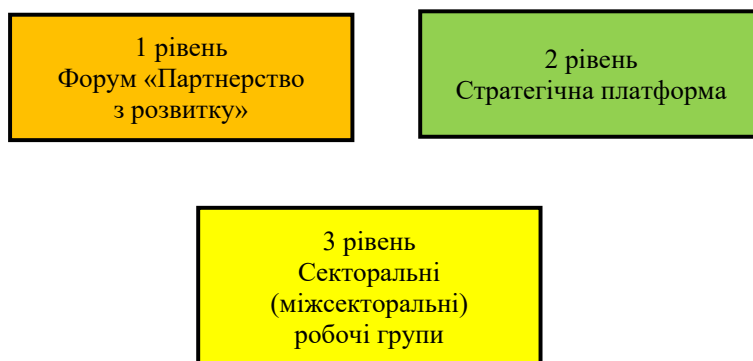 1 рівень
Форум «Партнерство
з розвитку»
2 рівень
Стратегічна платформа
3 рівень
Секторальні
(міжсекторальні)
робочі групи